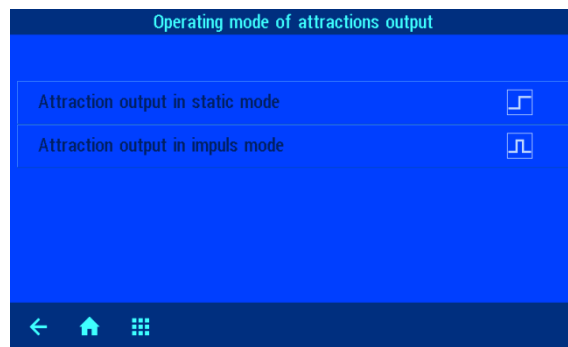 Operating mode of attractions output
Attraction output in static mode
Attraction output in impuls mode